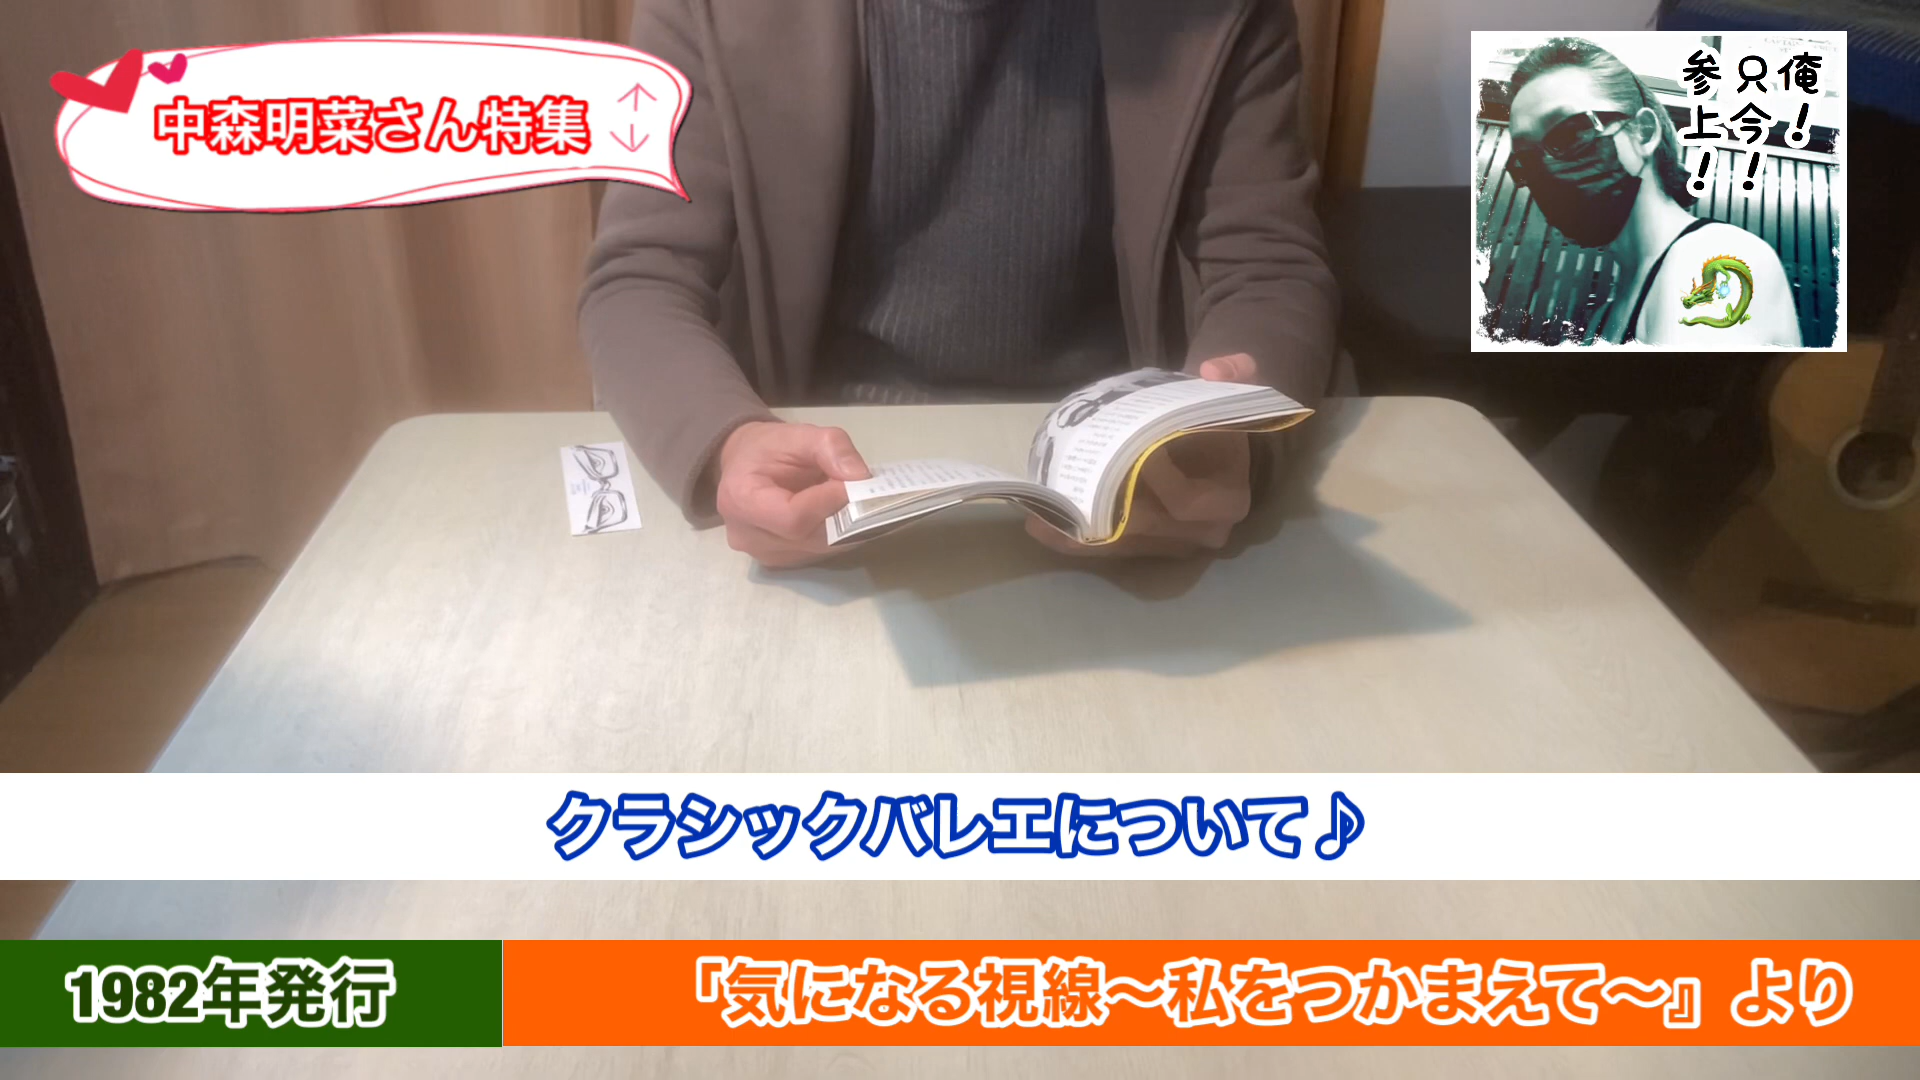 中森明菜さん特集
↑
↓
俺!
只今!
参上!
クラシックバレエについて♪
1982年発行
『気になる視線〜私をつかまえて〜』より